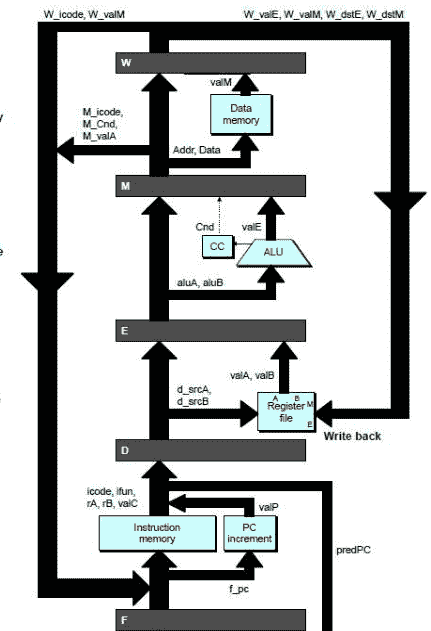 W_icode, W_valM
W_valE, W_valM, W_dstE, W_dstM
W
valM
Data
memory
M_icode,
M_Cnd,
M_valA
Addr, Data
M
Cnd
valE
CC
ALU
aluA, aluB
E
valA, valB
d_srcA,
d_srcB
A B
M
Register
file
E
Write back
D
icode, ifun,
rA, rB, valC
valP
Instruction
memory
PC
increment
predPC
f_pc
F